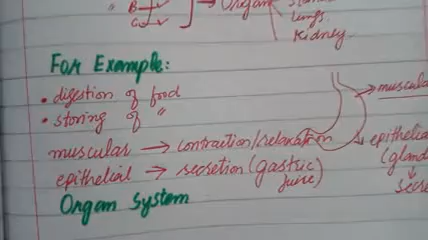 B
C
→ Organ
lungs
Kidney
For Example:
• digestion of food
• storing of "
muscular → contraction/relaxation
epithelial → secretion (gastric
juice)
Organ System
→ muscular
→ epithelial
(gland